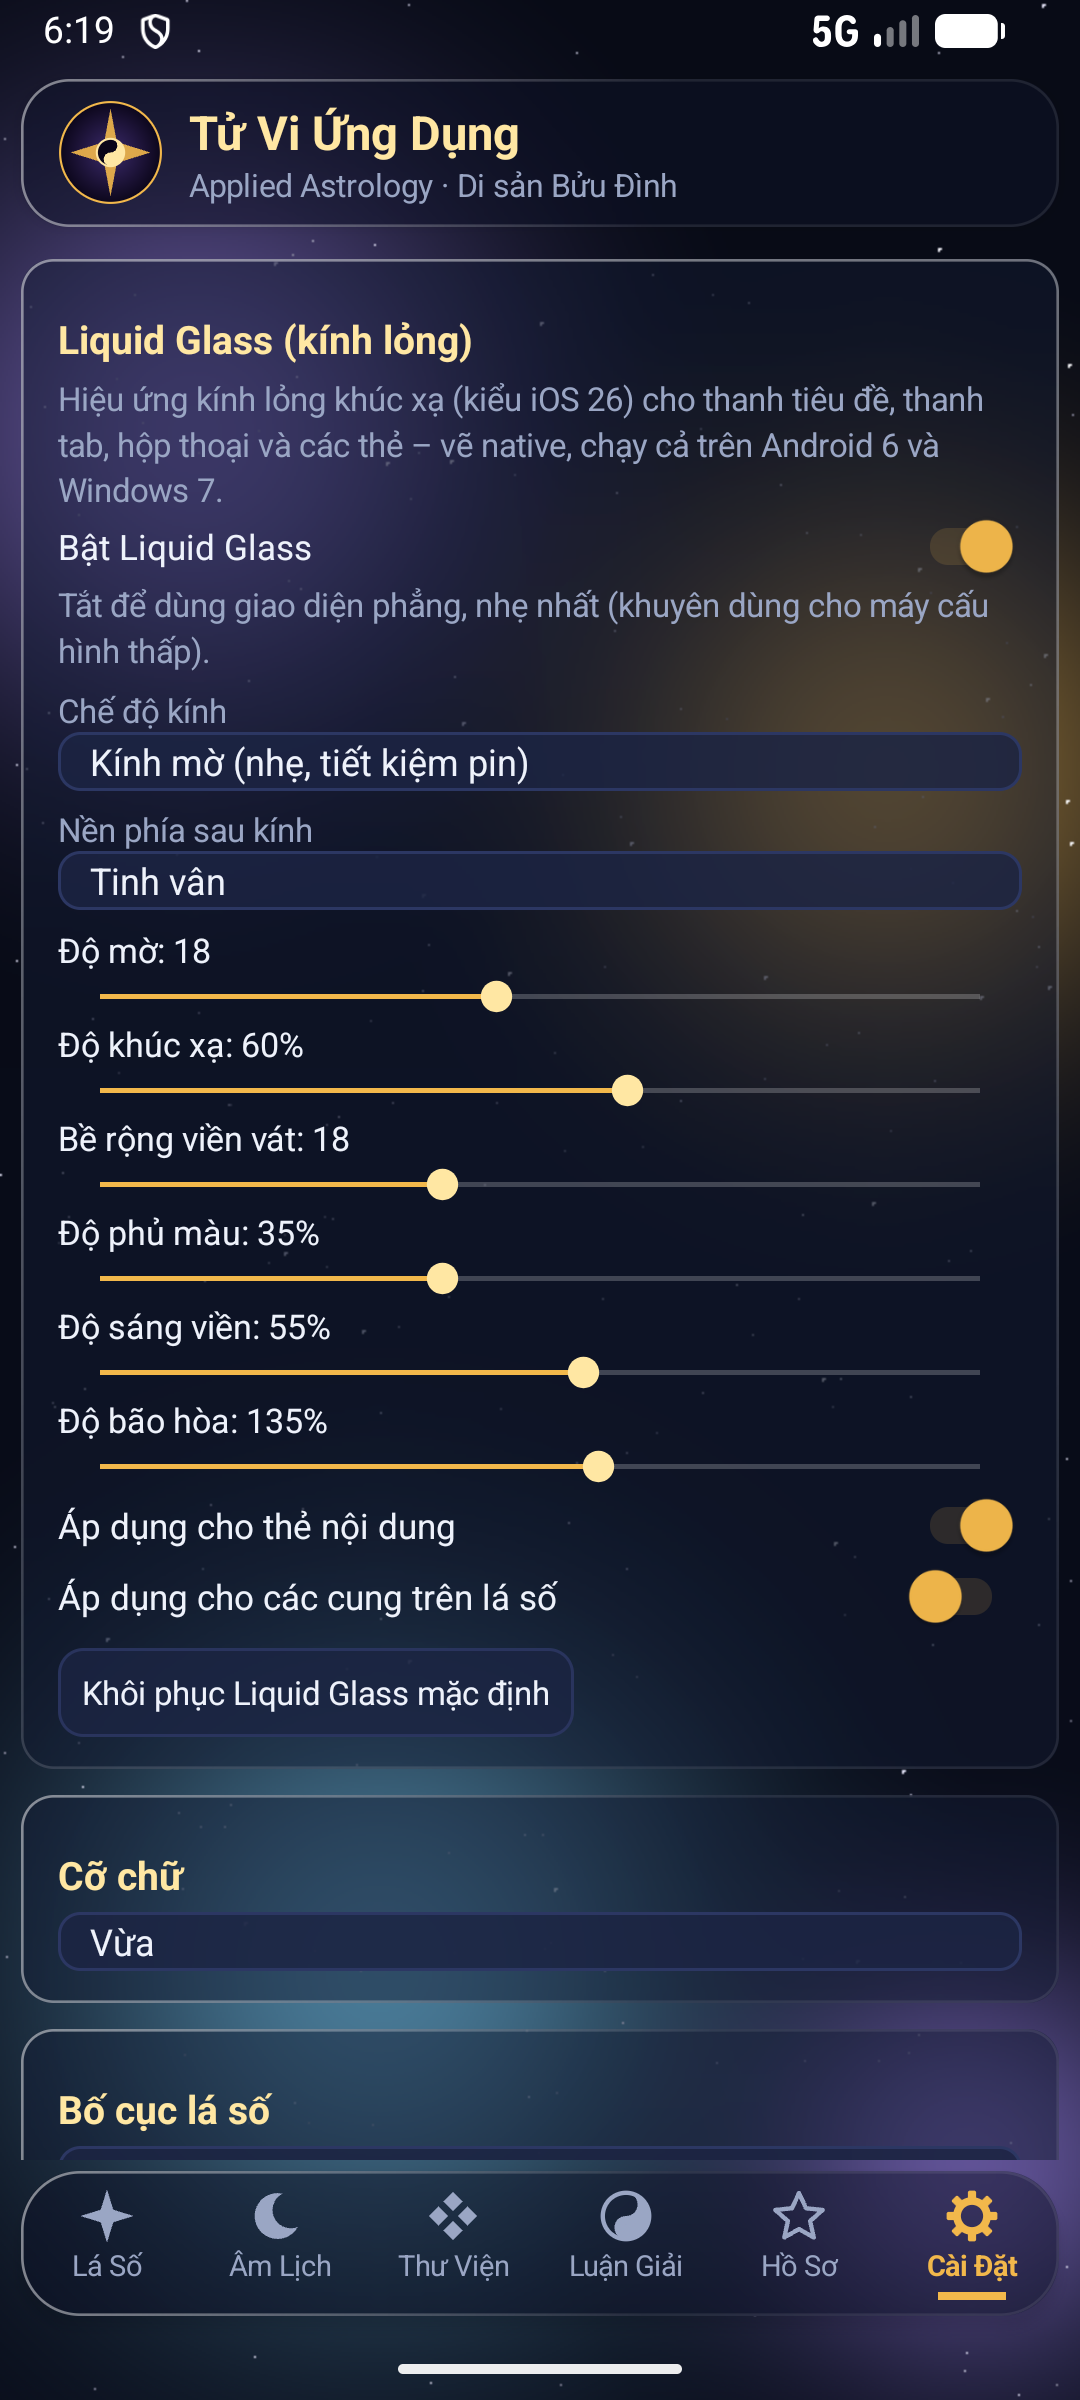 6:19
5G
Tử Vi Ứng Dụng
Applied Astrology · Di sản Bửu Đình
Liquid Glass (kính lỏng)
Hiệu ứng kính lỏng khúc xạ (kiểu iOS 26) cho thanh tiêu đề, thanh
tab, hộp thoại và các thẻ – vẽ native, chạy cả trên Android 6 và
Windows 7.
Bật Liquid Glass
Tắt để dùng giao diện phẳng, nhẹ nhất (khuyên dùng cho máy cấu
hình thấp).
Chế độ kính
Kính mờ (nhẹ, tiết kiệm pin)
Nền phía sau kính
Tinh vân
Độ mờ: 18
Độ khúc xạ: 60%
Bề rộng viền vát: 18
Độ phủ màu: 35%
Độ sáng viền: 55%
Độ bão hòa: 135%
Áp dụng cho thẻ nội dung
Áp dụng cho các cung trên lá số
Khôi phục Liquid Glass mặc định
Cỡ chữ
Vừa
Bố cục lá số
Lá Số
Âm Lịch
Thư Viện
Luận Giải
Hồ Sơ
Cài Đặt